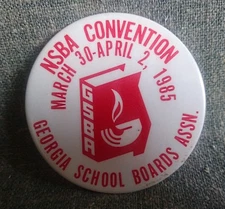 NSBA CONVENTION
MARCH 30-APRIL 2, 1985
GSBA
GEORGIA SCHOOL BOARDS ASSN.